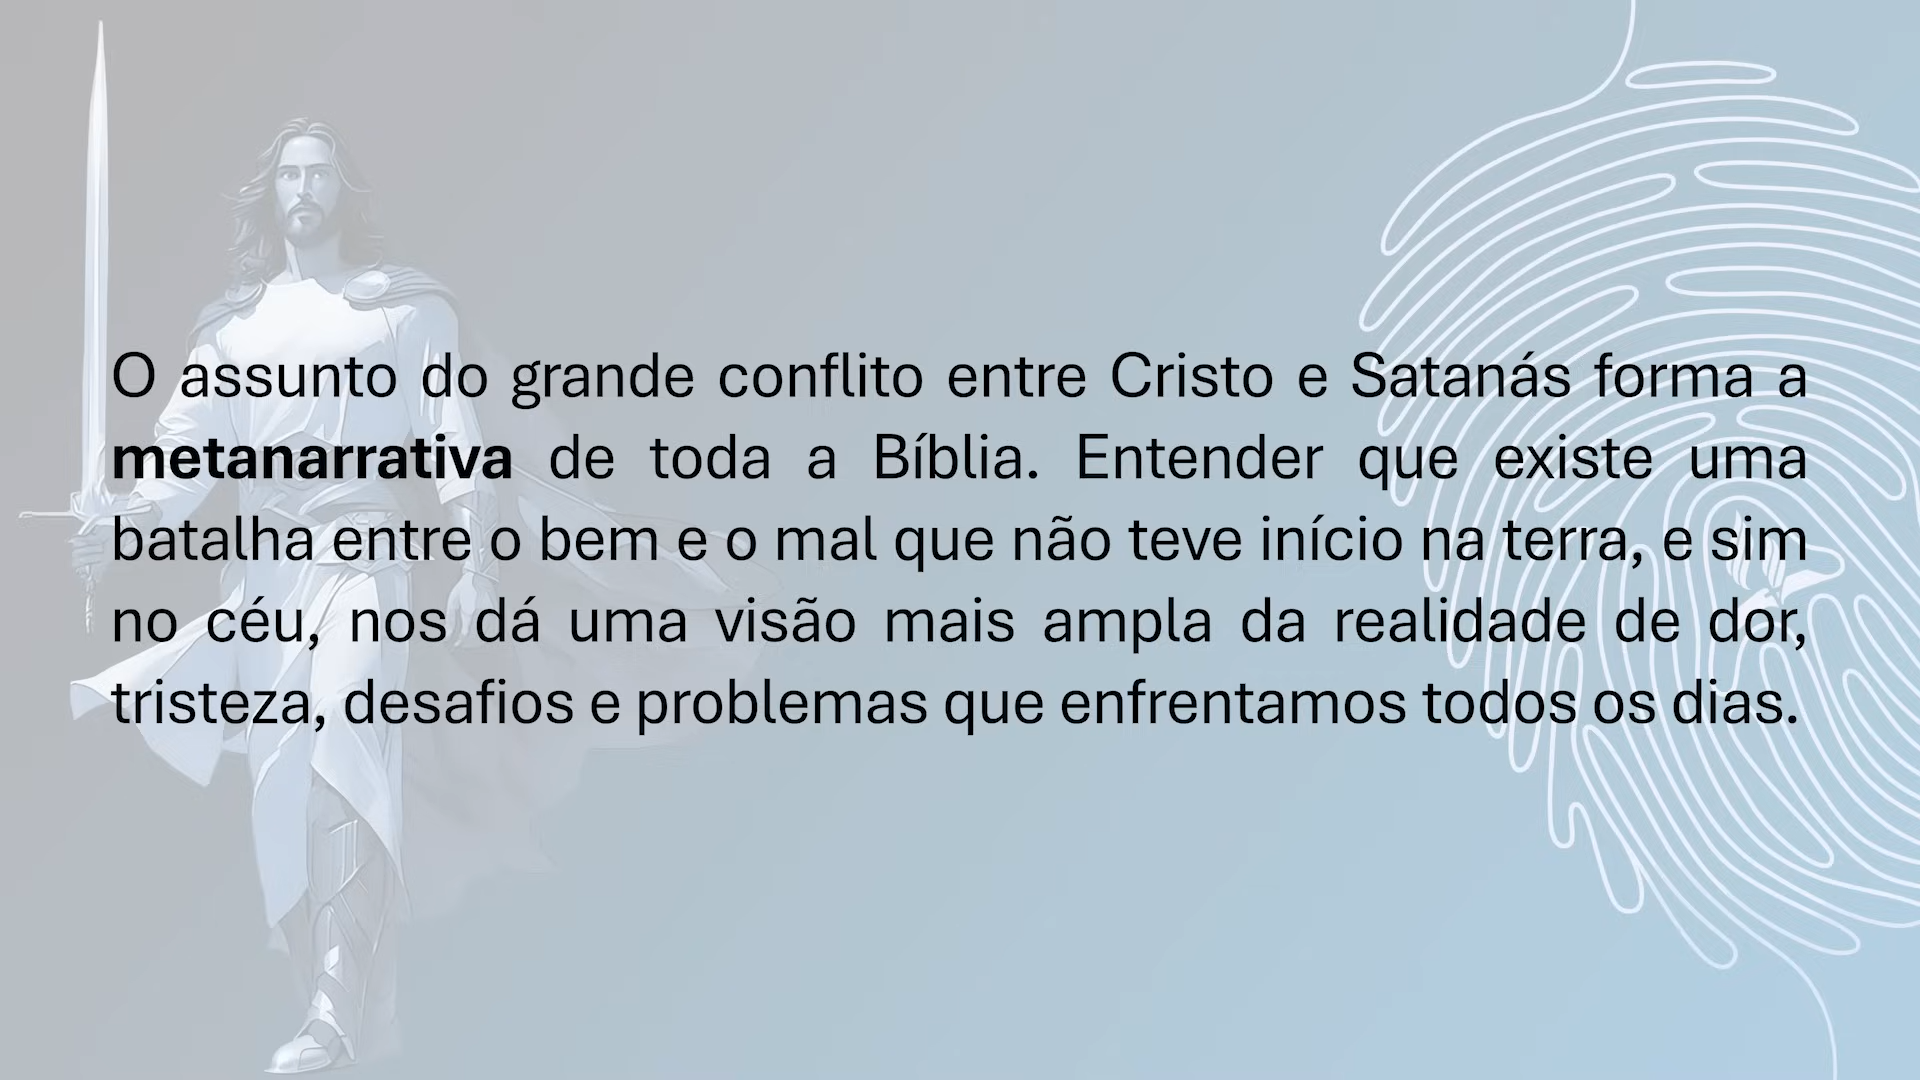 O assunto do grande conflito entre Cristo e Satanás forma a
metanarrativa de toda a Bíblia. Entender que existe uma
batalha entre o bem e o mal que não teve início na terra, e sim
no céu, nos dá uma visão mais ampla da realidade de dor,
tristeza, desafios e problemas que enfrentamos todos os dias.